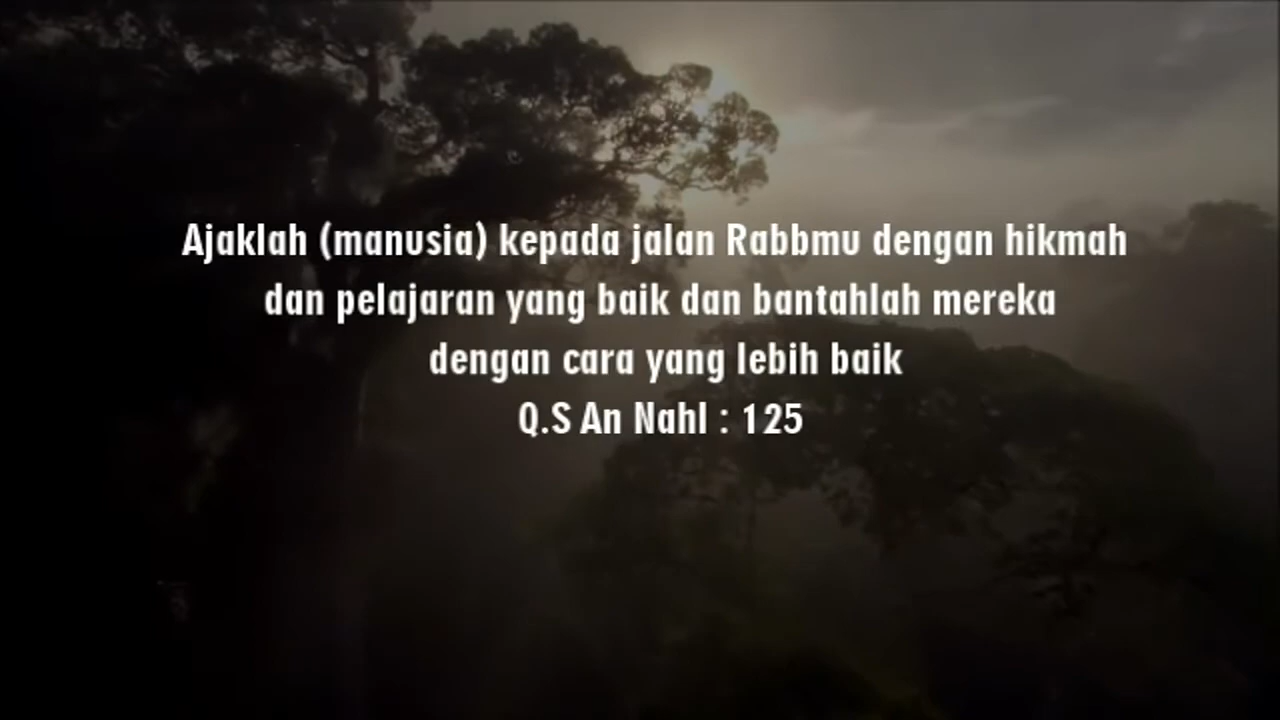 Ajaklah (manusia) kepada jalan Rabbmu dengan hikmah
dan pelajaran yang baik dan bantahlah mereka
dengan cara yang lebih baik
Q.S An Nahl : 125